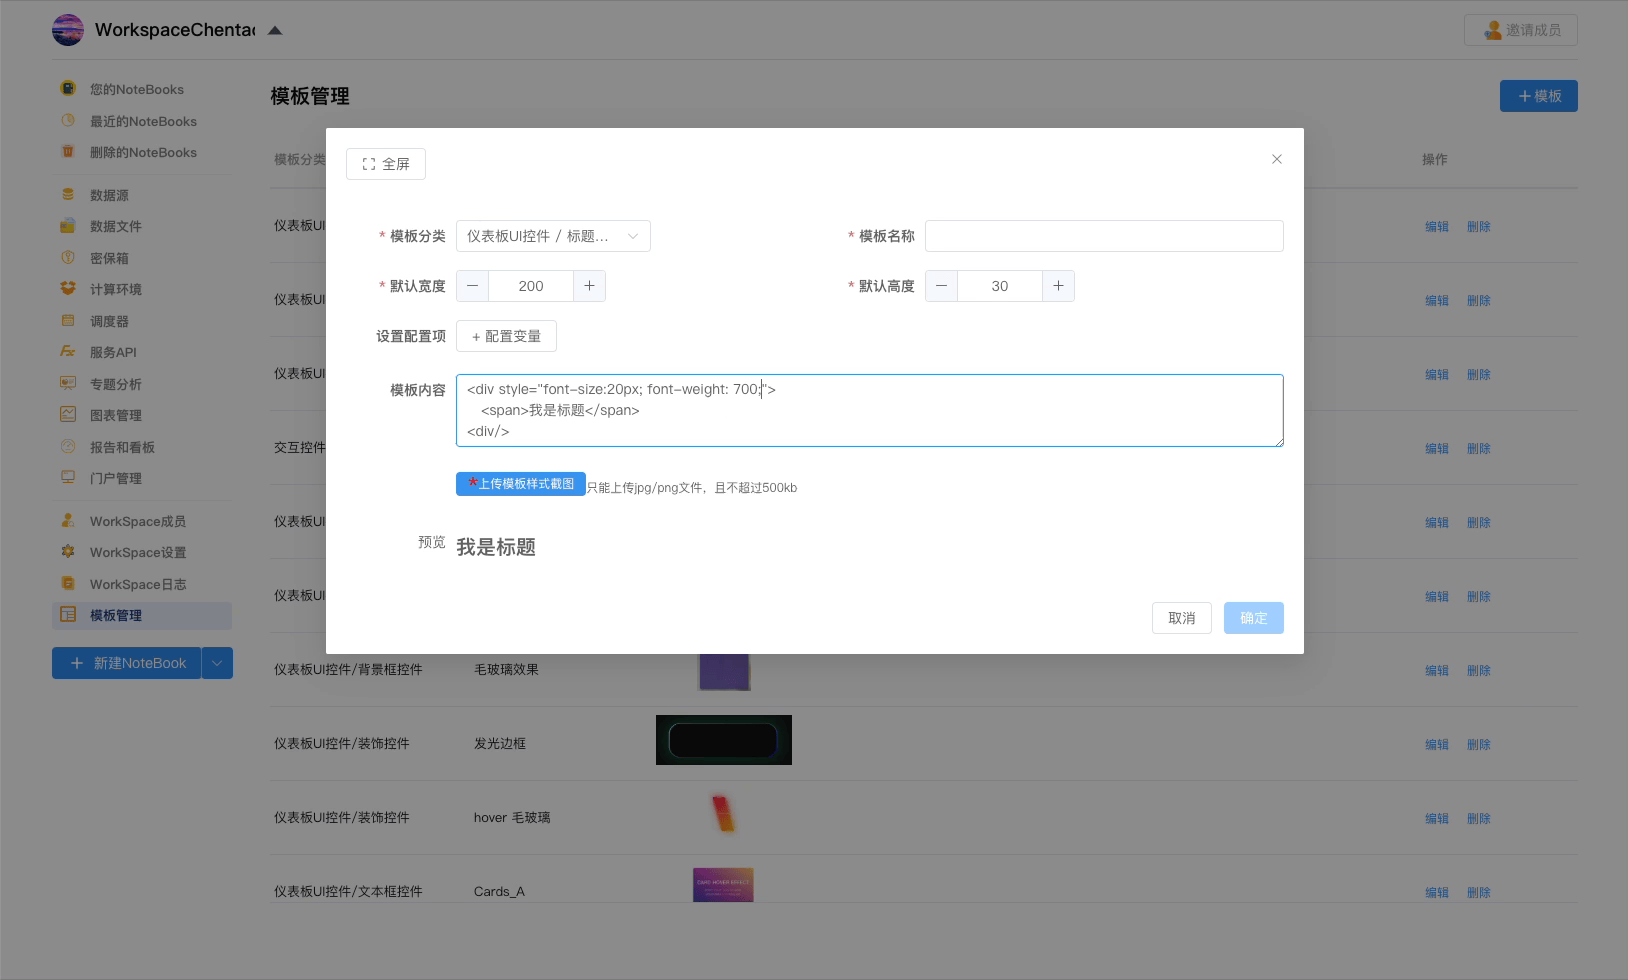 WorkspaceChentac
邀请成员
您的NoteBooks
最近的NoteBooks
删除的NoteBooks
数据源
数据文件
密保箱
计算环境
调度器
服务API
专题分析
图表管理
报告和看板
门户管理
WorkSpace成员
WorkSpace设置
WorkSpace日志
模板管理
+ 新建NoteBook
模板管理
+ 模板
模板分类
操作
仪表板UI
编辑 删除
仪表板UI
编辑 删除
仪表板UI
编辑 删除
交互控件
编辑 删除
仪表板UI
编辑 删除
仪表板UI
编辑 删除
仪表板UI控件/背景框控件 毛玻璃效果
编辑 删除
仪表板UI控件/装饰控件 发光边框
编辑 删除
仪表板UI控件/装饰控件 hover 毛玻璃
编辑 删除
仪表板UI控件/文本框控件 Cards_A
编辑 删除
全屏
* 模板分类 仪表板UI控件 / 标题... * 模板名称
* 默认宽度 − 200 + * 默认高度 − 30 +
设置配置项 + 配置变量
模板内容 <div style="font-size:20px; font-weight: 700;">
<span>我是标题</span>
<div/>
*上传模板样式截图 只能上传jpg/png文件，且不超过500kb
预览 我是标题
取消 确定